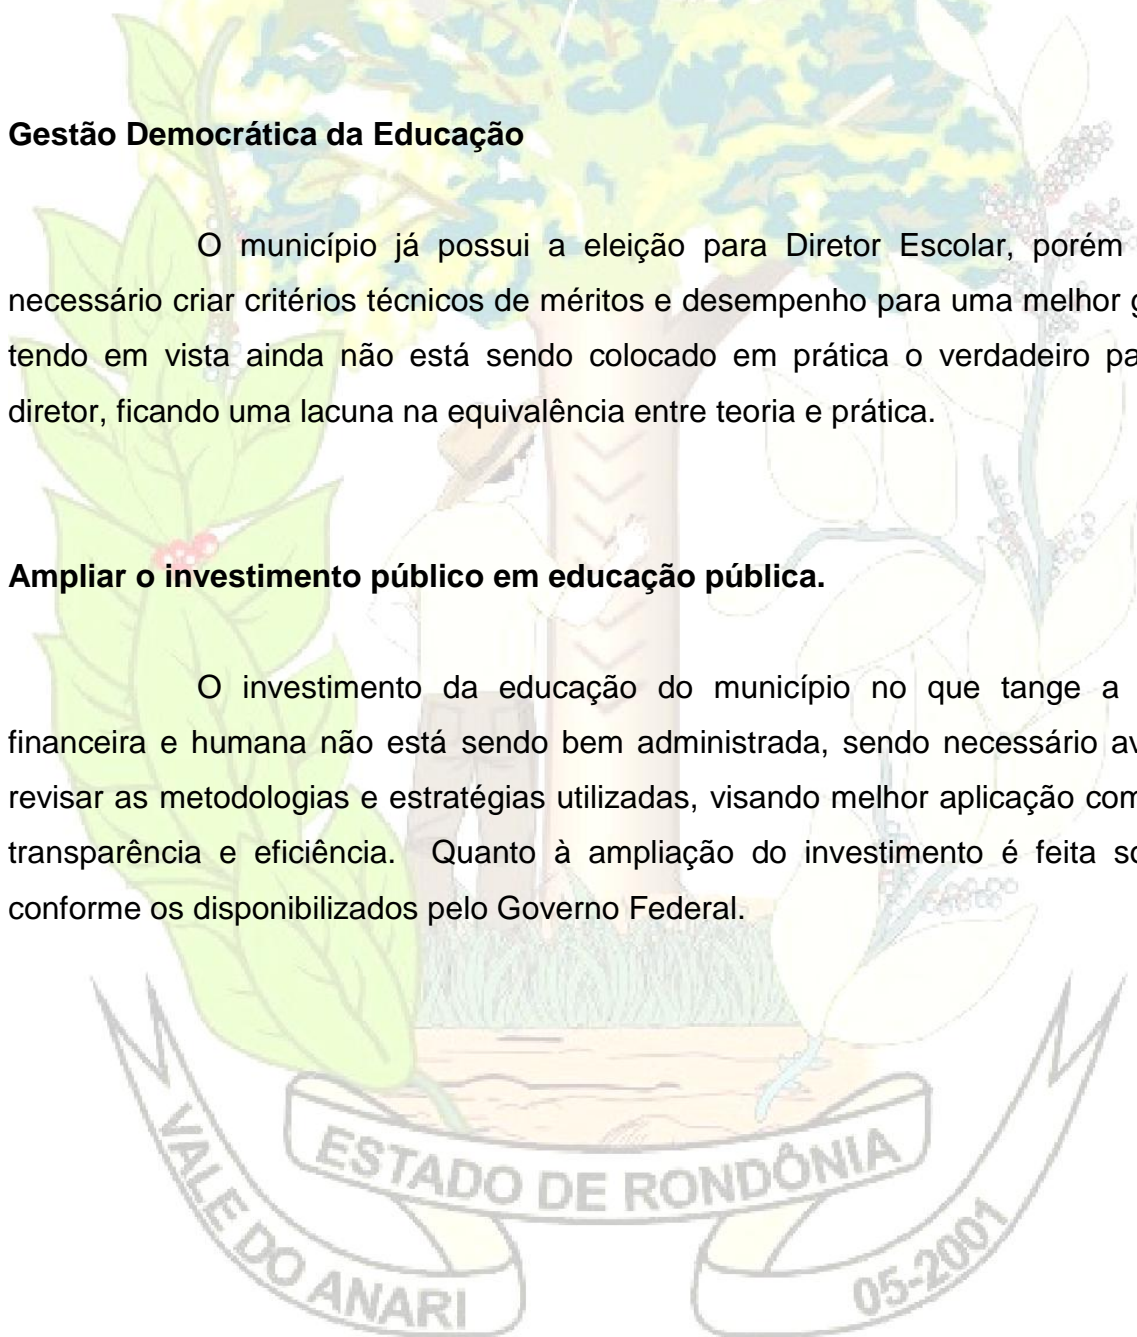 Gestão Democrática da Educação
O município já possui a eleição para Diretor Escolar, porém
necessário criar critérios técnicos de méritos e desempenho para uma melhor
tendo em vista ainda não está sendo colocado em prática o verdadeiro
diretor, ficando uma lacuna na equivalência entre teoria e prática.
Ampliar o investimento público em educação pública.
O investimento da educação do município no que tange a
financeira e humana não está sendo bem administrada, sendo necessário
revisar as metodologias e estratégias utilizadas, visando melhor aplicação
transparência e eficiência. Quanto à ampliação do investimento é feita
conforme os disponibilizados pelo Governo Federal.
ESTADO DE RONDÔNIA
VALE DO ANARI
05-2001